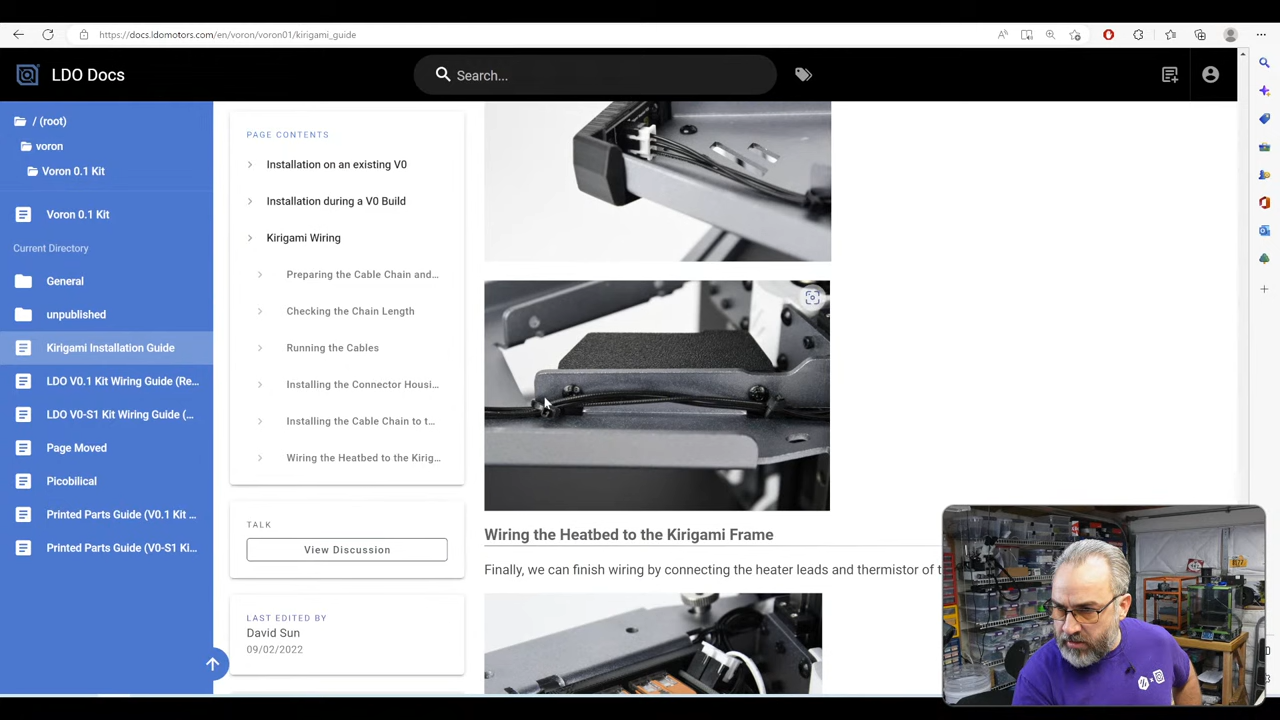 https://docs.ldomotors.com/en/voron/voron01/kirigami_guide
LDO Docs
Search...
/ (root)
voron
Voron 0.1 Kit
Voron 0.1 Kit
Current Directory
General
unpublished
Kirigami Installation Guide
LDO V0.1 Kit Wiring Guide (Re...
LDO V0-S1 Kit Wiring Guide (...
Page Moved
Picobilical
Printed Parts Guide (V0.1 Kit ...
Printed Parts Guide (V0-S1 Ki...
PAGE CONTENTS
Installation on an existing V0
Installation during a V0 Build
Kirigami Wiring
Preparing the Cable Chain and...
Checking the Chain Length
Running the Cables
Installing the Connector Housi...
Installing the Cable Chain to t...
Wiring the Heatbed to the Kirig...
TALK
View Discussion
LAST EDITED BY
David Sun
09/02/2022
Wiring the Heatbed to the Kirigami Frame
Finally, we can finish wiring by connecting the heater leads and thermistor of t